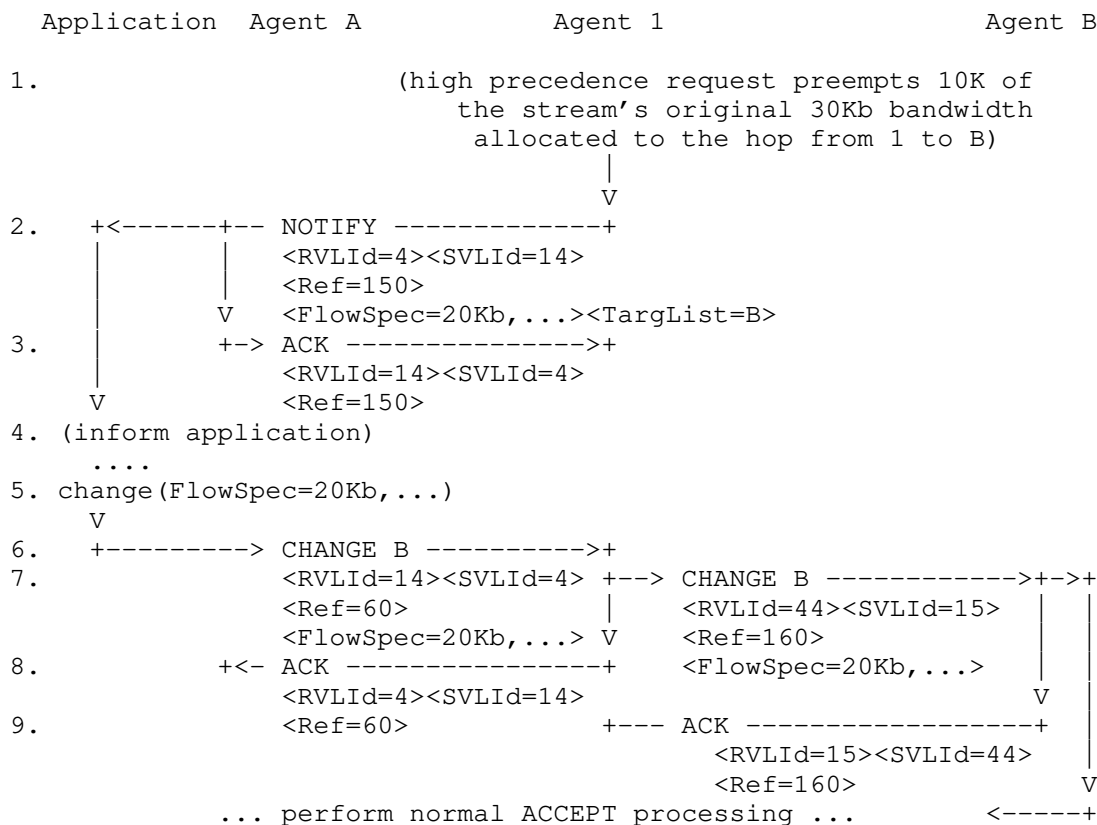 Application  Agent A            Agent 1                    Agent B
1.                       (high precedence request preempts 10K of
                             the stream's original 30Kb bandwidth
                              allocated to the hop from 1 to B)
                                      |
                                      V
2.   +<------+-- NOTIFY -------------+
     |       |   <RVLId=4><SVLId=14>
     |       |   <Ref=150>
     |       V   <FlowSpec=20Kb,...><TargList=B>
3.   |       +-> ACK --------------->+
     |           <RVLId=14><SVLId=4>
     V           <Ref=150>
4. (inform application)
     ....
5. change(FlowSpec=20Kb,...)
     V
6.   +---------> CHANGE B ---------->+
7.               <RVLId=14><SVLId=4> +--> CHANGE B ------------>+->+
                 <Ref=60>            |    <RVLId=44><SVLId=15>  |  |
                 <FlowSpec=20Kb,...> V    <Ref=160>             |  |
8.           +<- ACK ----------------+    <FlowSpec=20Kb,...>   |  |
                 <RVLId=4><SVLId=14>                            V  |
9.               <Ref=60>            +--- ACK ------------------+  |
                                            <RVLId=15><SVLId=44>   |
                                            <Ref=160>              V
             ... perform normal ACCEPT processing ...        <-----+